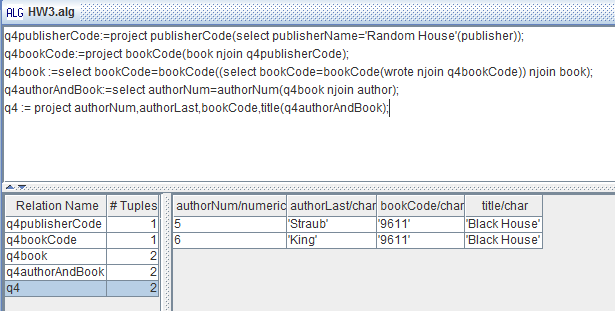 ALG HW3.alg
q4publisherCode:=project publisherCode(select publisherName='Random House'(publisher));
q4bookCode:=project bookCode(book njoin q4publisherCode);
q4book :=select bookCode=bookCode((select bookCode=bookCode(wrote njoin q4bookCode)) njoin book);
q4authorAndBook:=select authorNum=authorNum(q4book njoin author);
q4 := project authorNum,authorLast,bookCode,title(q4authorAndBook);
Relation Name # Tuples
q4publisherCode 1
q4bookCode 1
q4book 2
q4authorAndBook 2
q4 2
authorNum/numeric authorLast/char bookCode/char title/char
5 'Straub' '9611' 'Black House'
6 'King' '9611' 'Black House'